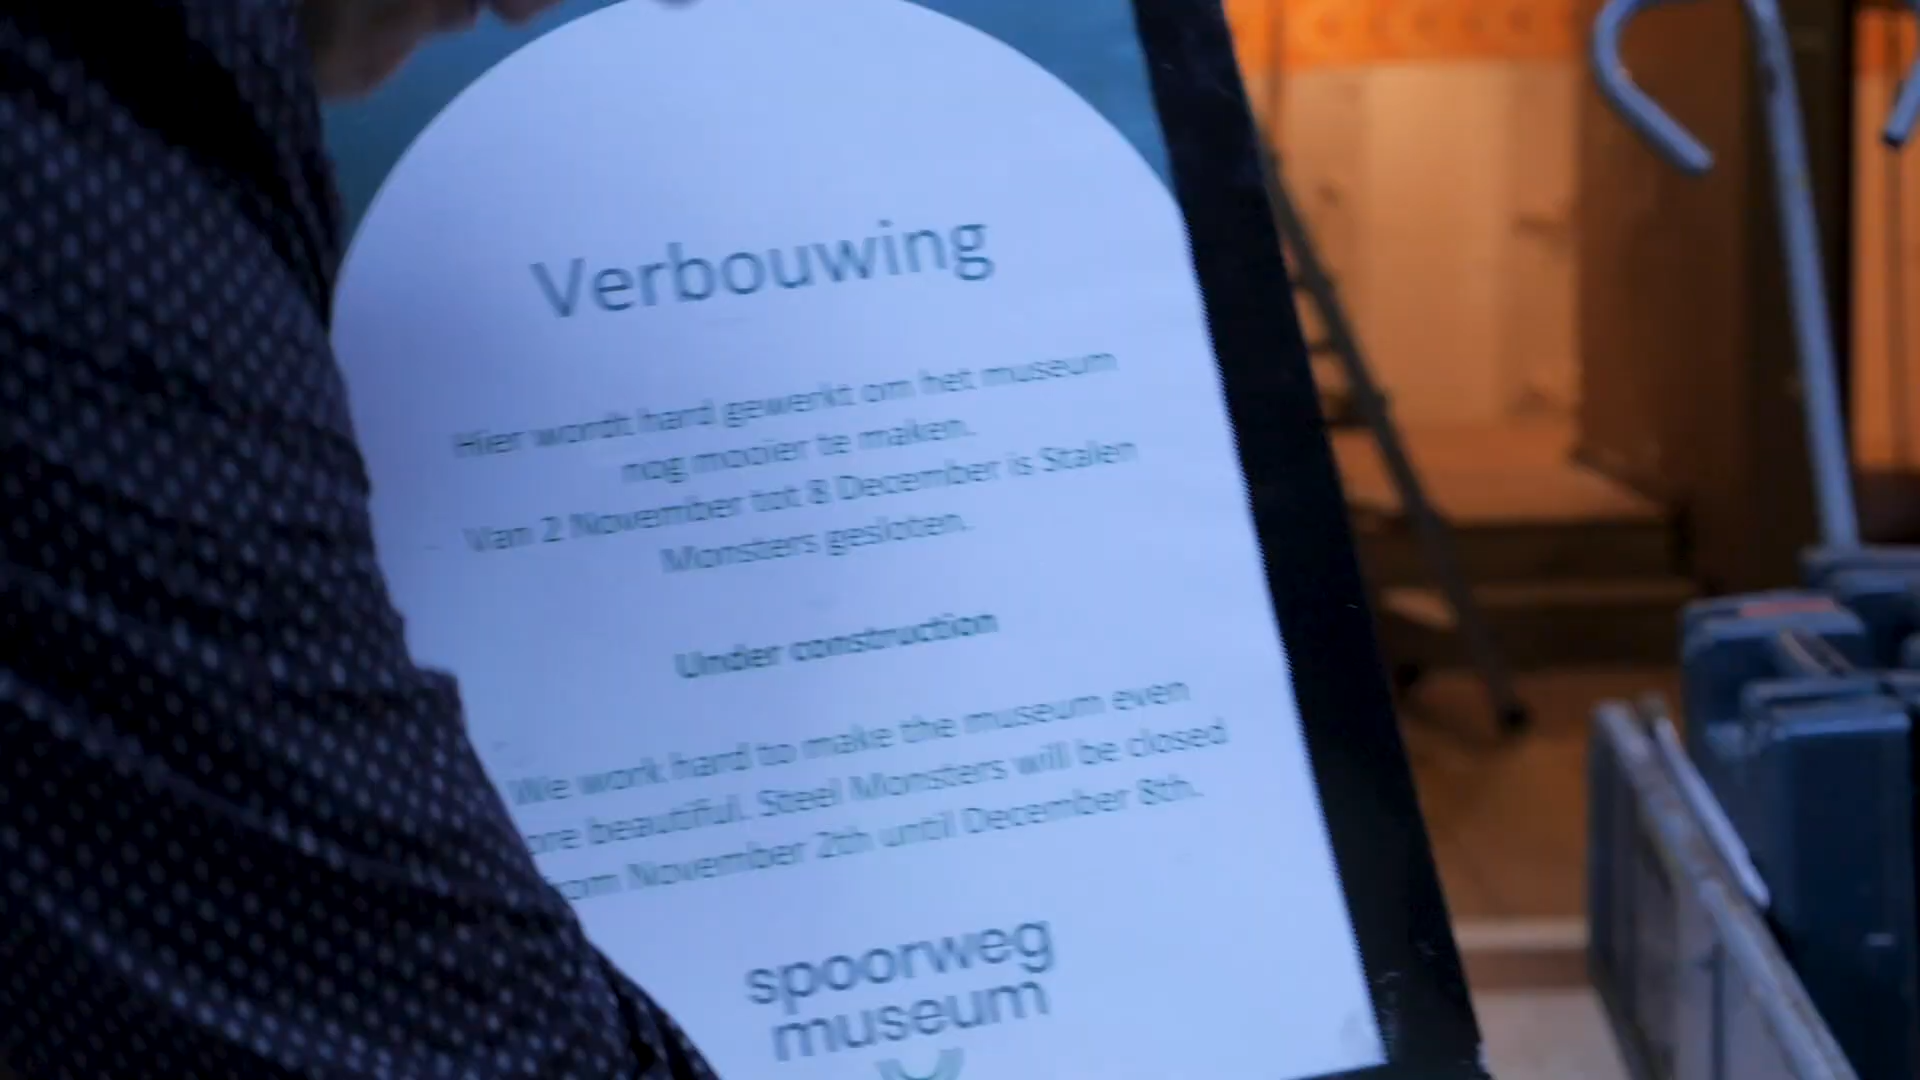 Verbouwing
Hier wordt hard gewerkt om het museum
nog mooier te maken.
Van 2 November tot 8 December is Stalen
Monsters gesloten.
Under construction
We work hard to make the museum even
ore beautiful. Steel Monsters will be closed
rom November 2th until December 8th.
spoorweg
museum